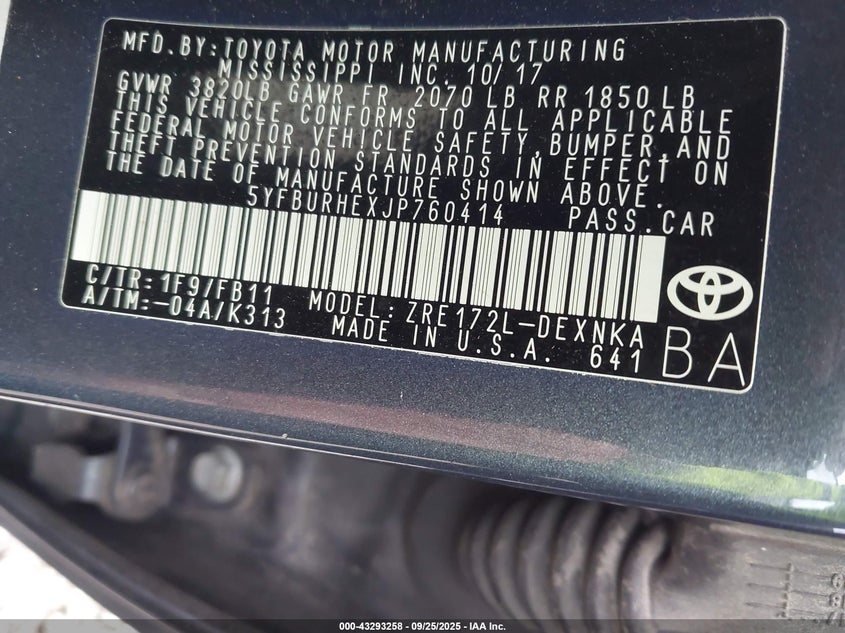 MFD.BY:TOYOTA MOTOR MANUFACTURING
MISSISSIPPI INC. 10/17
GVWR 3820LB GAWR FR 2070 LB RR 1850LB
THIS VEHICLE CONFORMS TO ALL APPLICABLE
FEDERAL MOTOR VEHICLE SAFETY,BUMPER,AND
THEFT PREVENTION STANDARDS IN EFFECT ON
THE DATE OF MANUFACTURE SHOWN ABOVE.
5YFBURHEXJP760414 PASS.CAR
C/TR:1F9/FB11 MODEL:ZRE172L-DEXNKA
A/TM:-04A/K313 MADE IN U.S.A. 641
BA
000-43293258 - 09/25/2025 - IAA Inc.